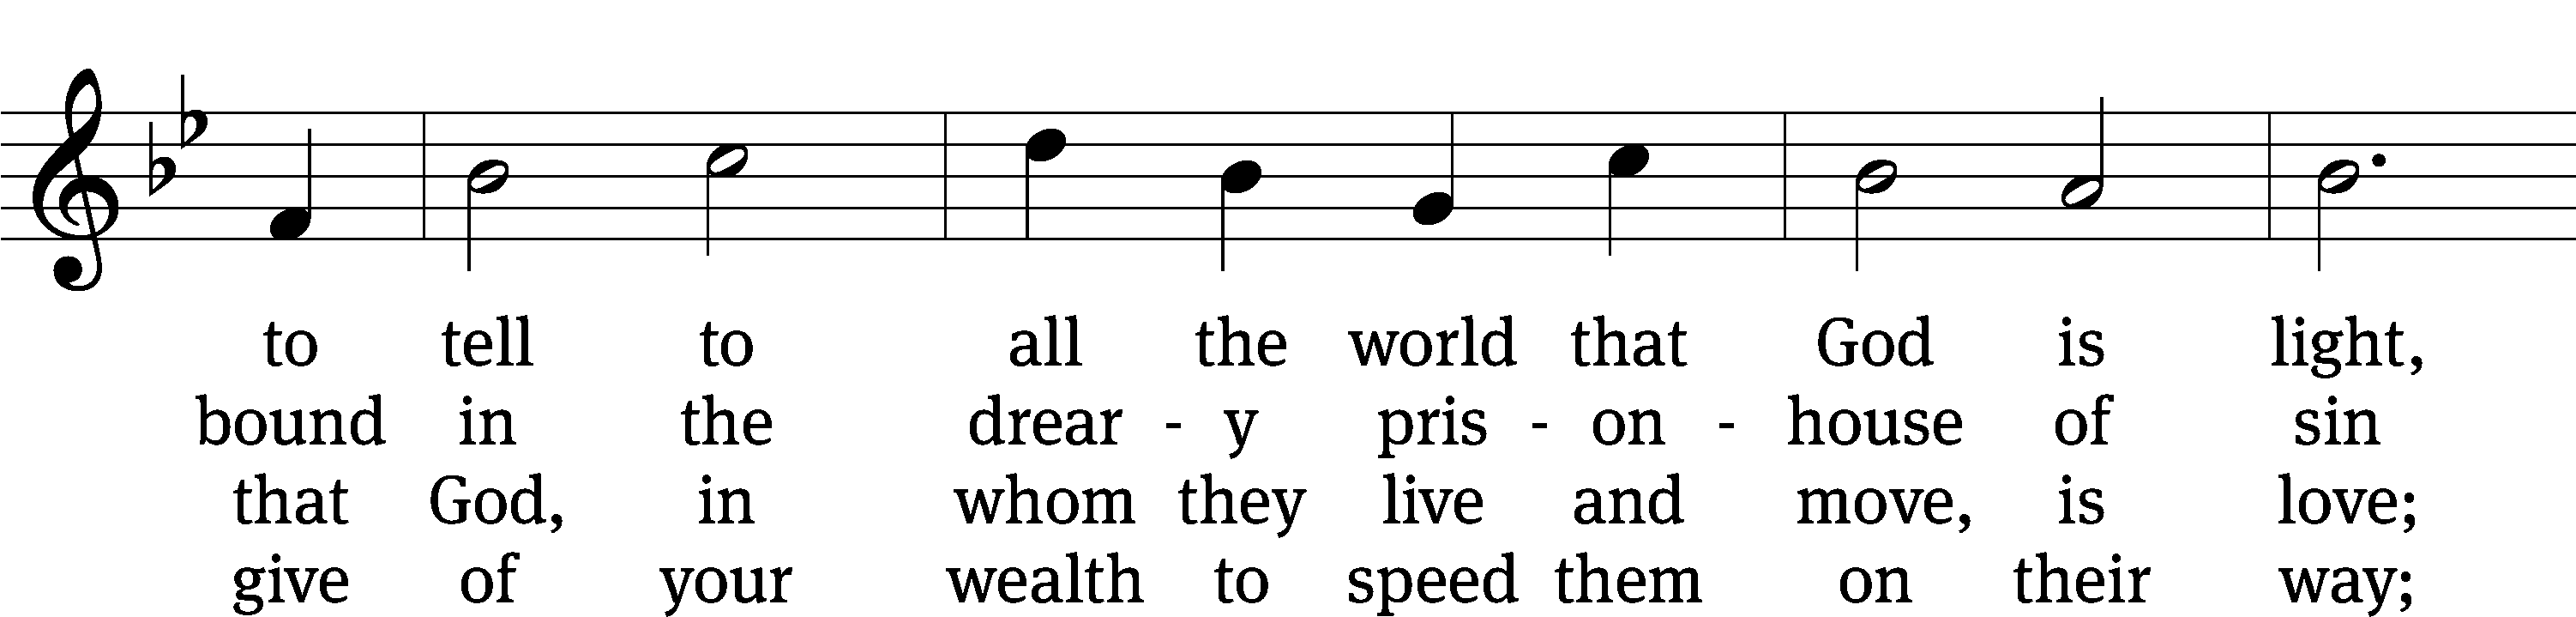 to tell to all the world that God is light,
bound in the drear - y pris - on - house of sin
that God, in whom they live and move, is love;
give of your wealth to speed them on their way;